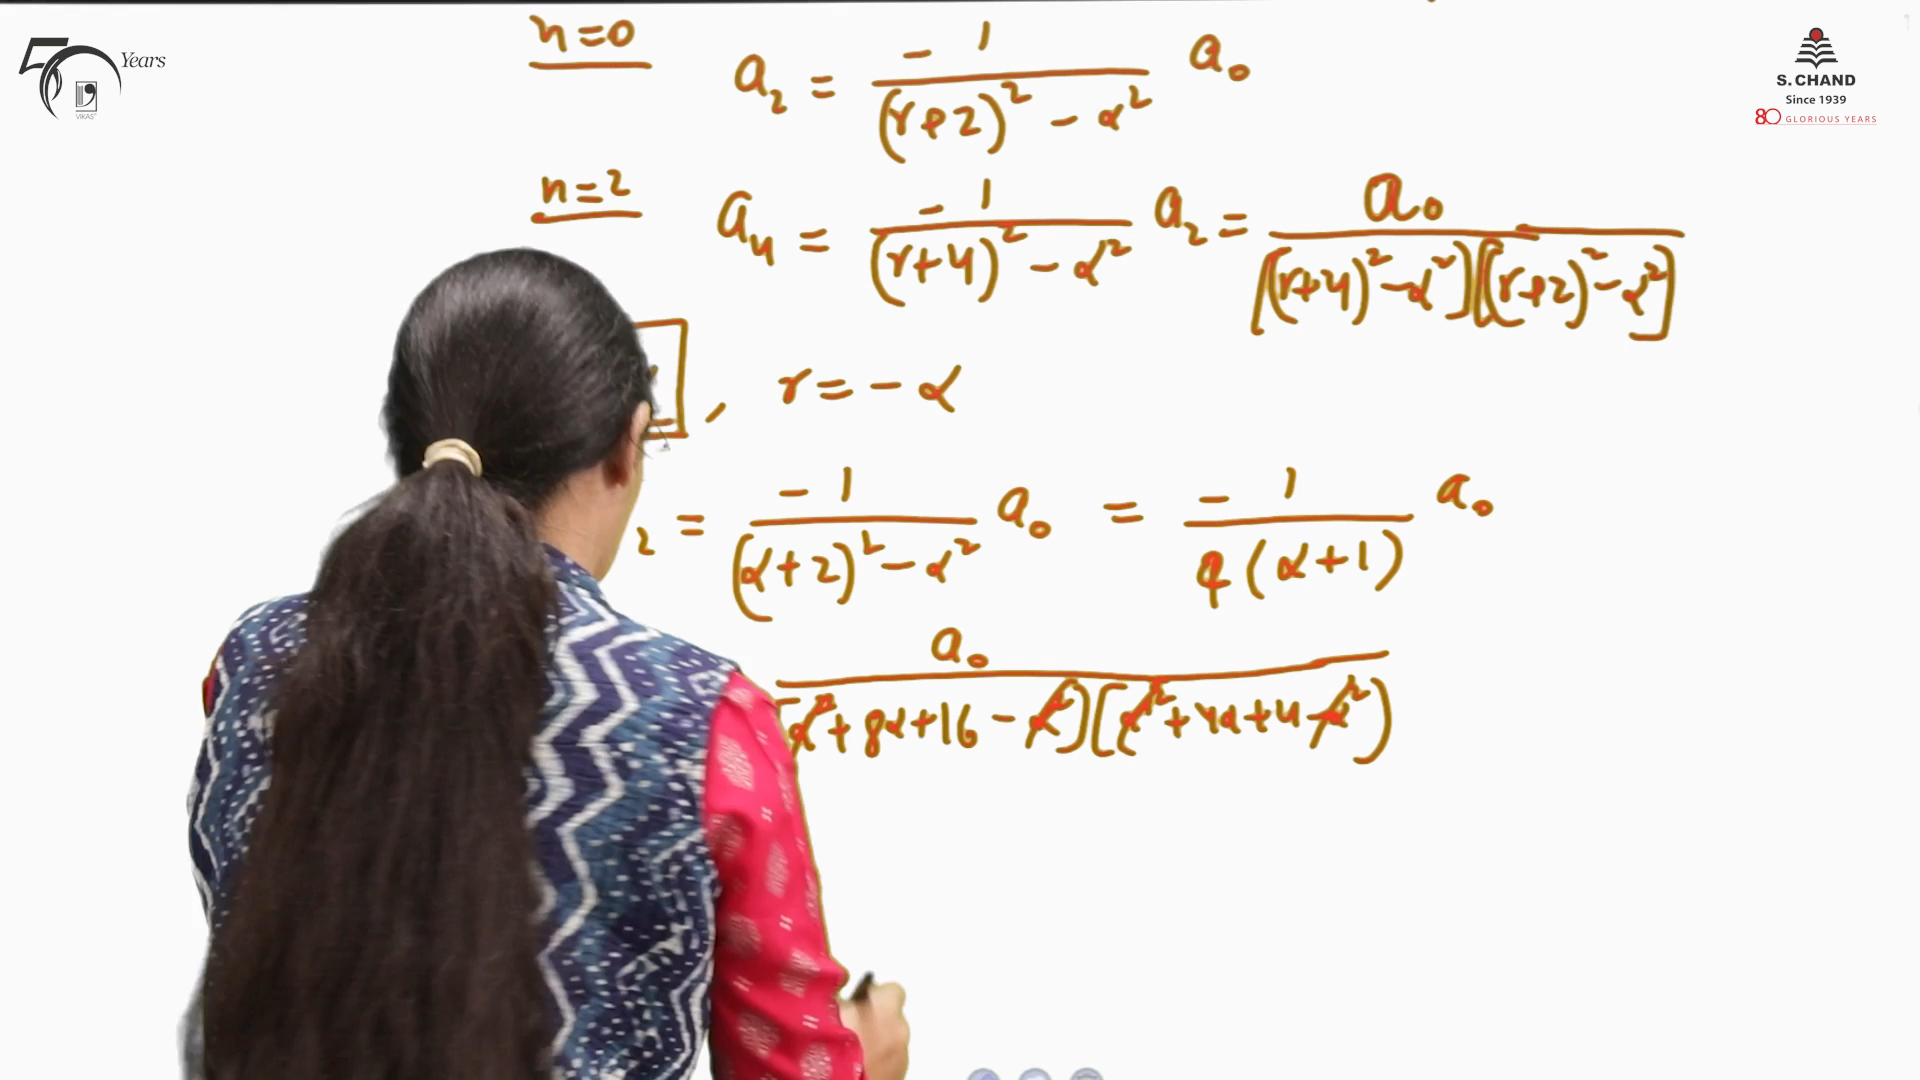 50 Years
VIKAS
S. CHAND
Since 1939
80 GLORIOUS YEARS
n=0
a₂ = -1/((r+2)² - α²) a₀
n=2
a₄ = -1/((r+4)² - α²) a₂ = a₀/([(r+4)² - α²][(r+2)² - α²])
, r = -α
₂ = -1/((α+2)² - α²) a₀ = -1/(4(α+1)) a₀
a₀/([α² + 8α + 16 - α²][α² + 4α + 4 - α²])